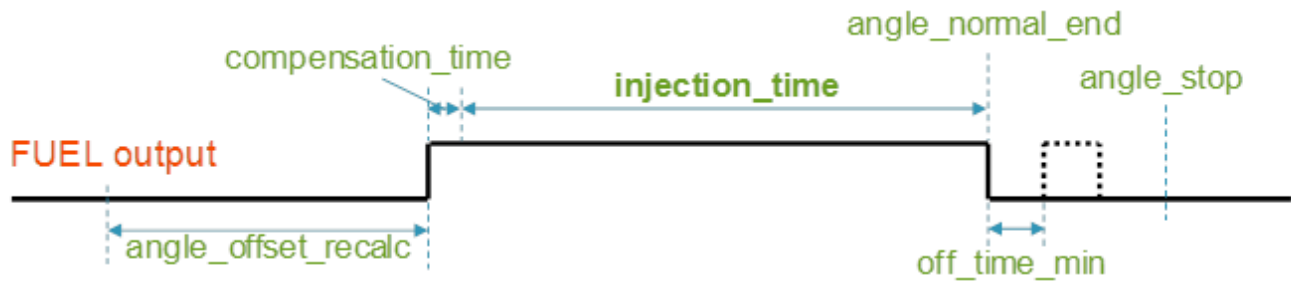 angle_normal_end
compensation_time
injection_time
angle_stop
FUEL output
angle_offset_recalc
off_time_min